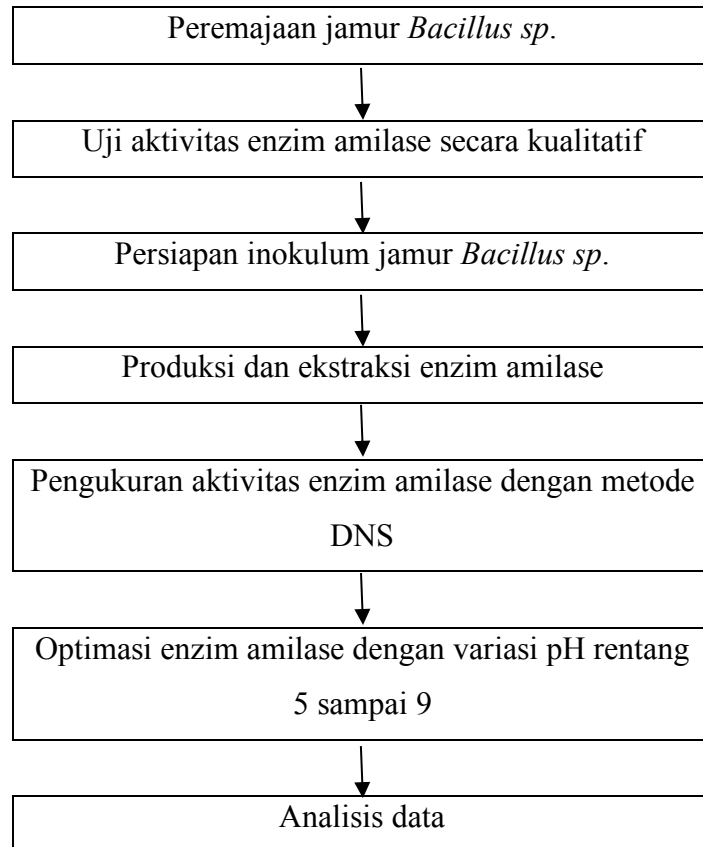 Peremajaan jamur Bacillus sp.
Uji aktivitas enzim amilase secara kualitatif
Persiapan inokulum jamur Bacillus sp.
Produksi dan ekstraksi enzim amilase
Pengukuran aktivitas enzim amilase dengan metode
DNS
Optimasi enzim amilase dengan variasi pH rentang
5 sampai 9
Analisis data